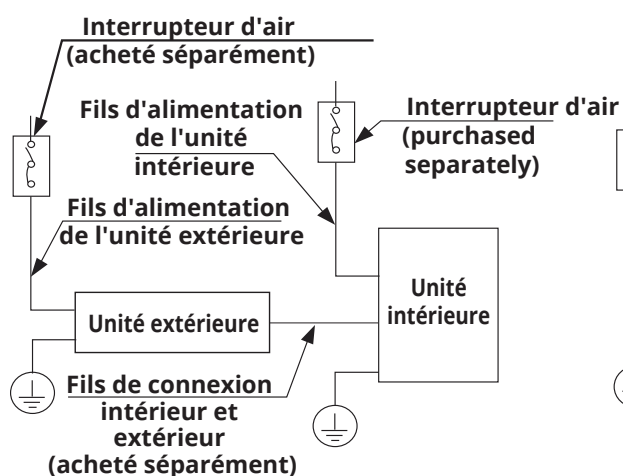 Interrupteur d'air
(acheté séparément)
Fils d'alimentation
de l'unité
intérieure
Interrupteur d'air
(purchased
separately)
Fils d'alimentation
de l'unité extérieure
Unité extérieure
Unité
intérieure
Fils de connexion
intérieur et
extérieur
(acheté séparément)